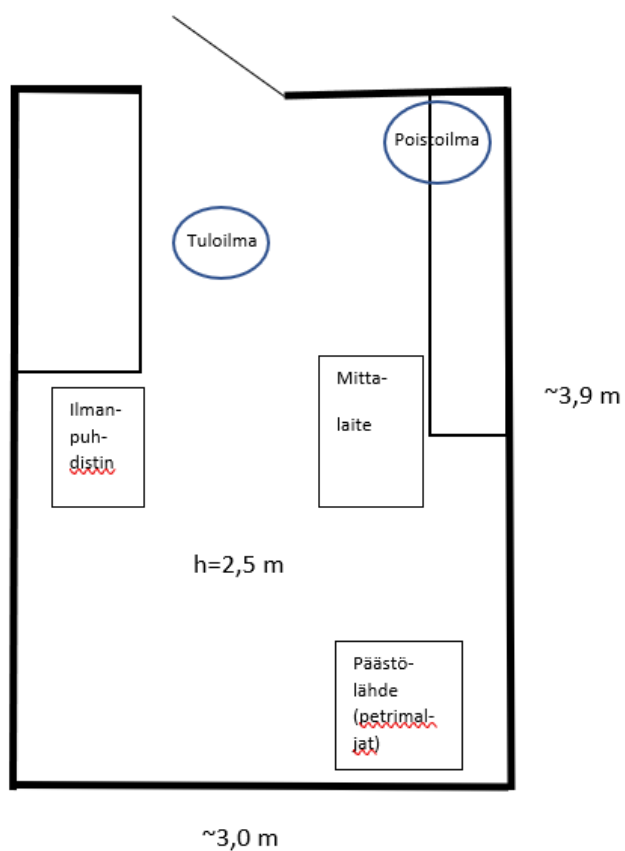 Poistoilma
Tuloilma
Mitta-
laite
~3,9 m
Ilman-
puh-
distin
h=2,5 m
Päästö-
lähde
(petrimal-
jat)
~3,0 m